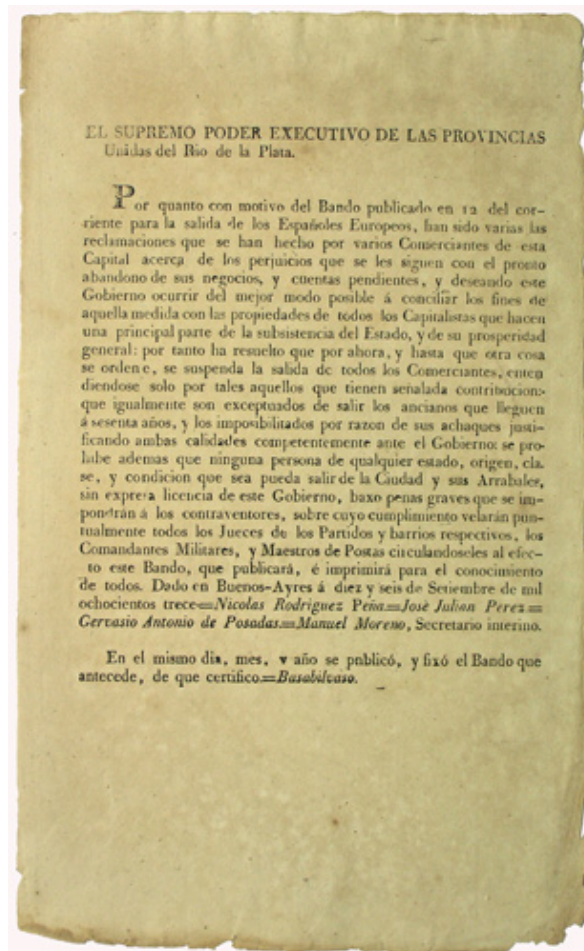 EL SUPREMO PODER EXECUTIVO DE LAS PROVINCIAS
Unidas del Rio de la Plata.
Por quanto con motivo del Bando publicado en 12 del cor-
riente para la salida de los Españoles Europeos, han sido varias las
reclamaciones que se han hecho por varios Comerciantes de esta
Capital acerca de los perjuicios que se les siguen con el pronto
abandono de sus negocios, y cuentas pendientes, y deseando este
Gobierno ocurrir del mejor modo posible á conciliar los fines de
aquella medida con las propiedades de todos los Capitalistas que hacen
una principal parte de la subsistencia del Estado, y de su prosperidad
general: por tanto ha resuelto que por ahora, y hasta que otra cosa
se ordene, se suspenda la salida de todos los Comerciantes, enten
diendose solo por tales aquellos que tienen señalada contribucion:
que igualmente son exceptuados de salir los ancianos que lleguen
á sesenta años, y los imposibilitados por razon de sus achaques justi-
ficando ambas calidades competentemente ante el Gobierno: se pro-
hibe ademas que ninguna persona de qualquier estado, origen, cla.
se, y condicion que sea pueda salir de la Ciudad y sus Arrabales,
sin expresa licencia de este Gobierno, baxo penas graves que se im-
pondrán á los contraventores, sobre cuyo cumplimiento velarán pun-
tualmente todos los Jueces de los Partidos y barrios respectivos, los
Comandantes Militares, y Maestros de Postas circulandoseles al efec-
to este Bando, que publicará, é imprimirá para el conocimiento
de todos. Dado en Buenos-Ayres á diez y seis de Setiembre de mil
ochocientos trece=Nicolas Rodriguez Peña.=José Julian Perez=
Gervasio Antonio de Posadas.=Manuel Moreno, Secretario interino.
En el mismo dia, mes, y año se publicó, y fixó el Bando que
antecede, de que certifico.=Basabilvaso.